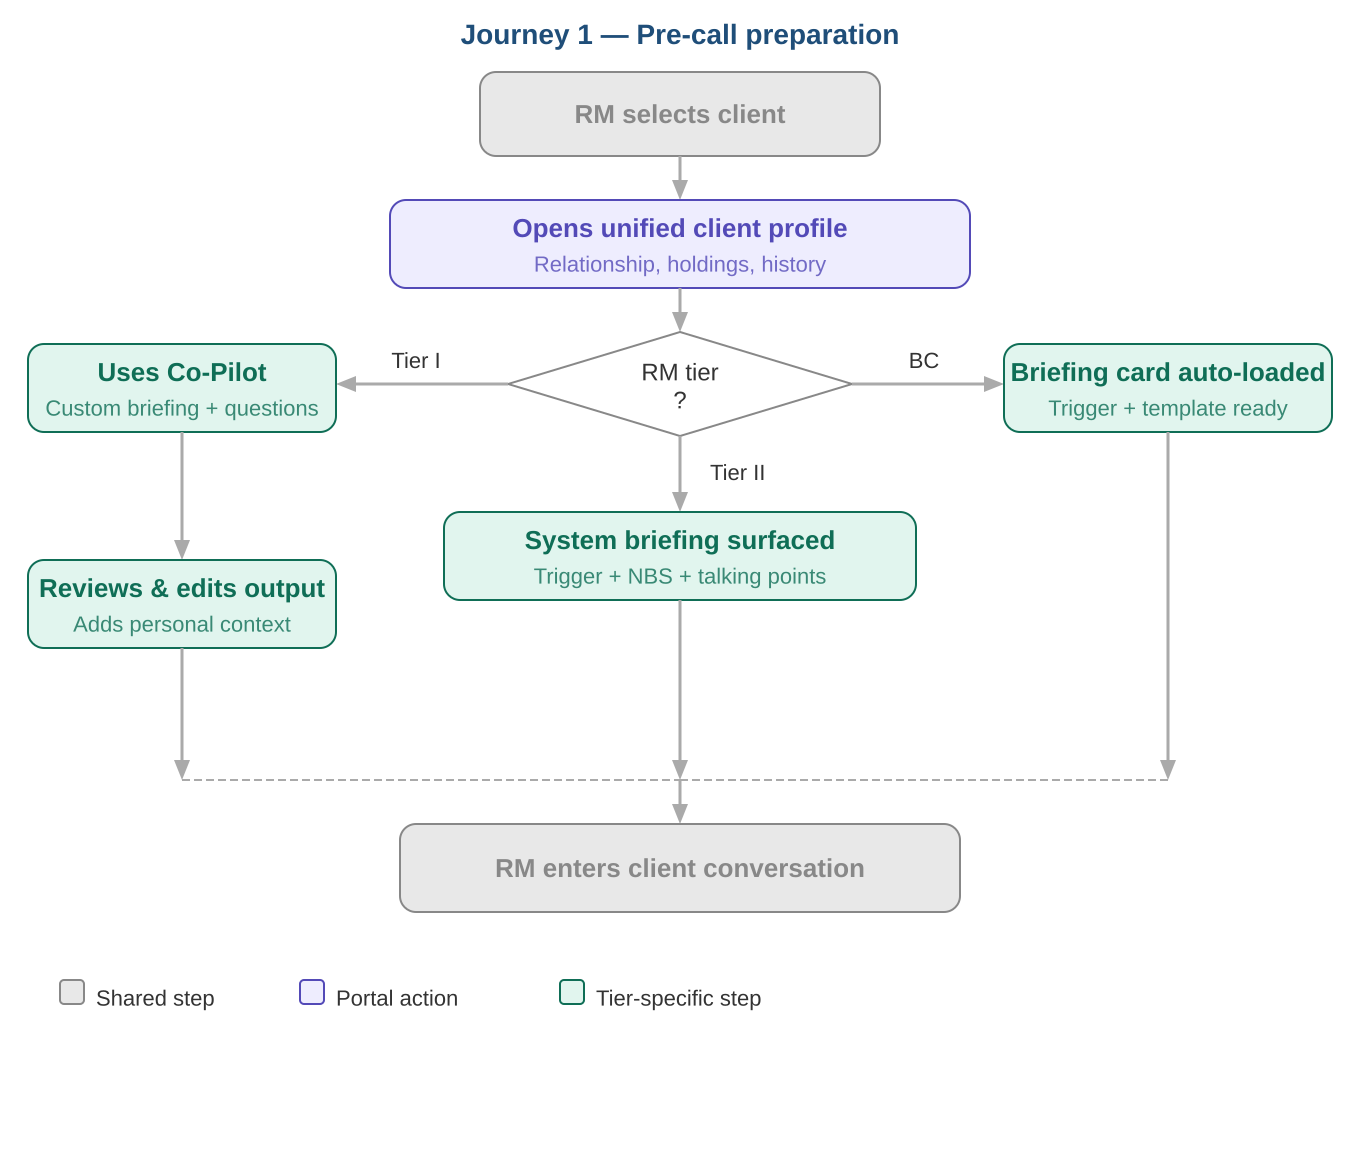 Journey 1 — Pre-call preparation
RM selects client
Opens unified client profile
Relationship, holdings, history
RM tier
?
Tier I
BC
Uses Co-Pilot
Custom briefing + questions
Briefing card auto-loaded
Trigger + template ready
Tier II
System briefing surfaced
Trigger + NBS + talking points
Reviews & edits output
Adds personal context
RM enters client conversation
Shared step
Portal action
Tier-specific step